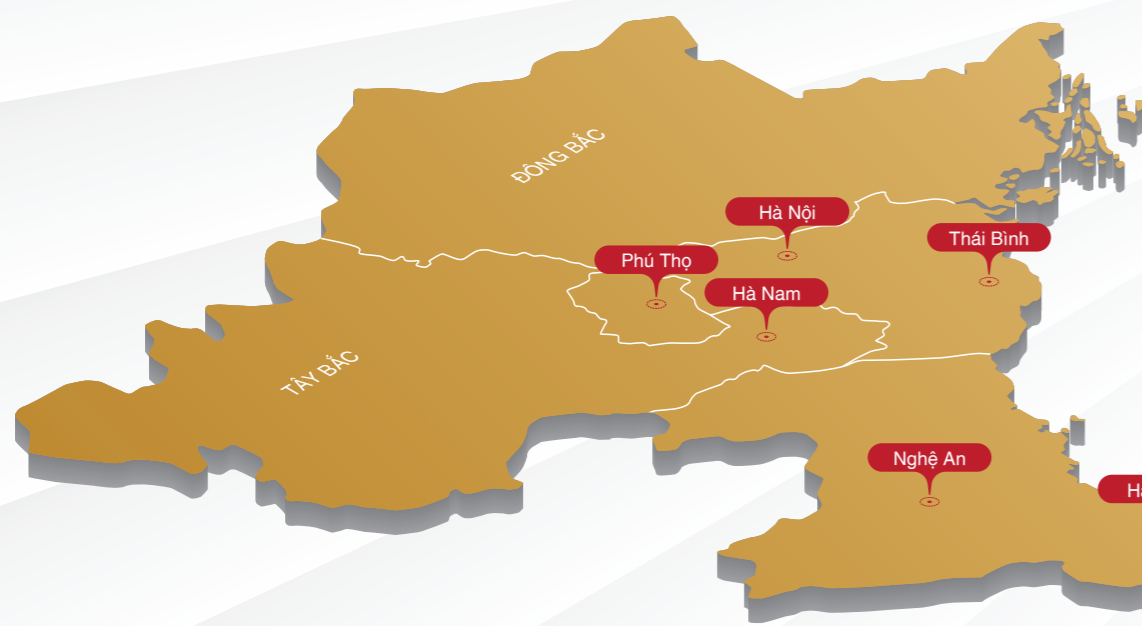 ĐÔNG BẮC
Hà Nội
Thái Bình
Phú Thọ
Hà Nam
TÂY BẮC
Nghệ An